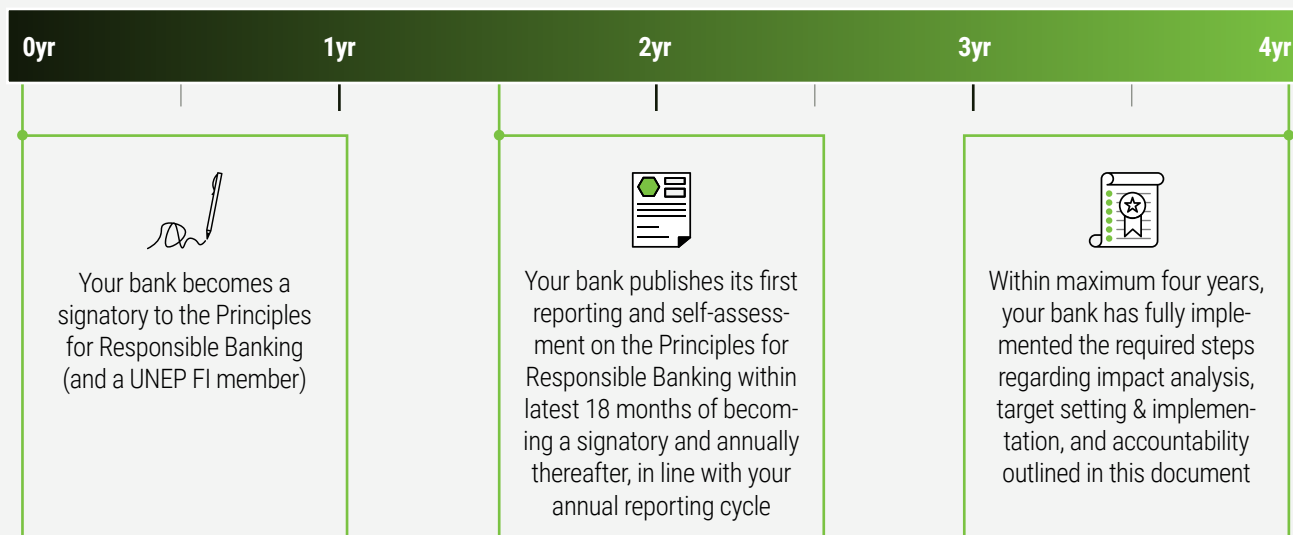 0yr 1yr 2yr 3yr 4yr
Your bank becomes a
signatory to the Principles
for Responsible Banking
(and a UNEP FI member)
Your bank publishes its first
reporting and self-assess-
ment on the Principles for
Responsible Banking within
latest 18 months of becom-
ing a signatory and annually
thereafter, in line with your
annual reporting cycle
Within maximum four years,
your bank has fully imple-
mented the required steps
regarding impact analysis,
target setting & implemen-
tation, and accountability
outlined in this document